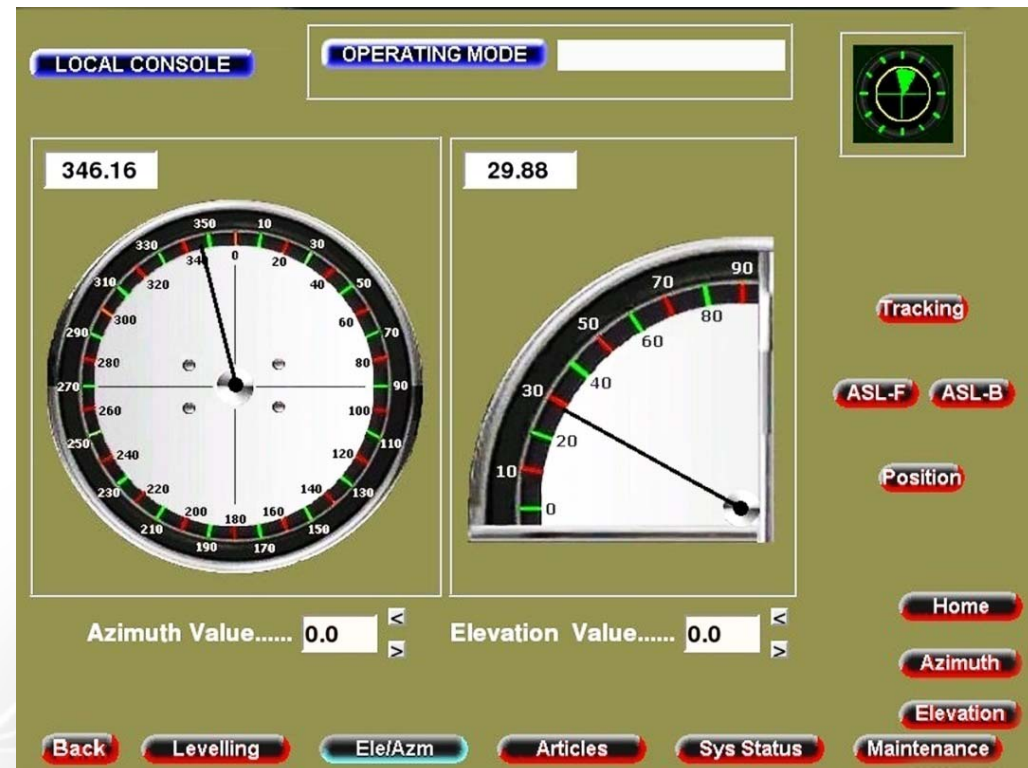 LOCAL CONSOLE
OPERATING MODE
346.16
29.88
350 10
330 30
310 50
290 70
270 90
250 110
230 130
210 150
190 170
34 0 20
320 40
300 60
280 80
260 100
240 120
220 140
200 180 160
90
70
80
50
60
30
40
20
10
0
Tracking
ASL-F ASL-B
Position
Azimuth Value...... 0.0 <
>
Elevation Value...... 0.0 <
>
Home
Azimuth
Elevation
Back Levelling Ele/Azm Articles Sys Status Maintenance